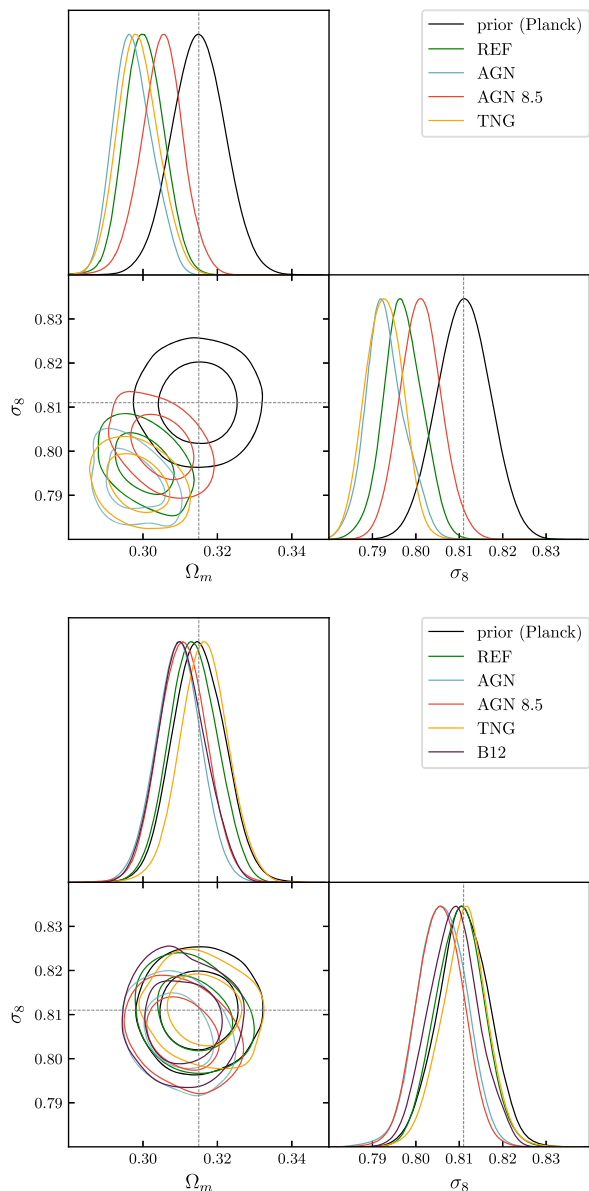 prior (Planck)
REF
AGN
AGN 8.5
TNG
0.83
0.82
0.81
0.80
0.79
σ₈
0.30 0.32 0.34
Ωₘ
0.79 0.80 0.81 0.82 0.83
σ₈
prior (Planck)
REF
AGN
AGN 8.5
TNG
B12
0.83
0.82
0.81
0.80
0.79
σ₈
0.30 0.32 0.34
Ωₘ
0.79 0.80 0.81 0.82 0.83
σ₈